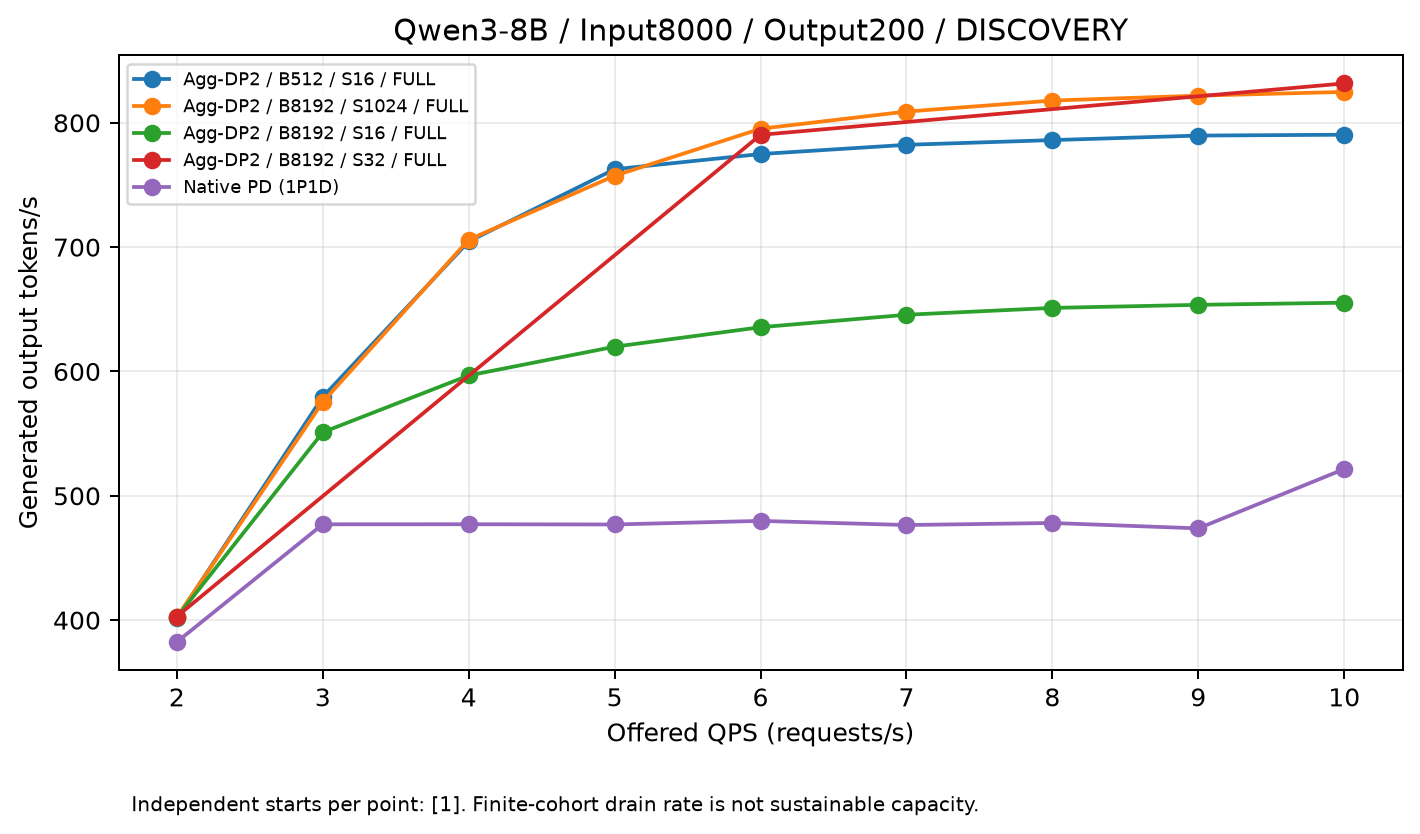 Qwen3-8B / Input8000 / Output200 / DISCOVERY
Agg-DP2 / B512 / S16 / FULL
Agg-DP2 / B8192 / S1024 / FULL
Agg-DP2 / B8192 / S16 / FULL
Agg-DP2 / B8192 / S32 / FULL
Native PD (1P1D)
Generated output tokens/s
800
700
600
500
400
2 3 4 5 6 7 8 9 10
Offered QPS (requests/s)
Independent starts per point: [1]. Finite-cohort drain rate is not sustainable capacity.